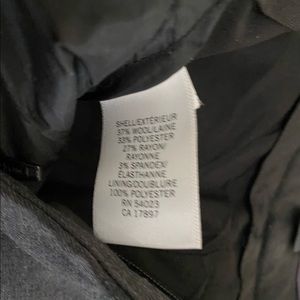 SHELL/EXTÉRIEUR
37% WOOL/LAINE
33% POLYESTER
27% RAYON/
RAYONNE
3% SPANDEX/
ÉLASTHANNE
LINING/DOUBLURE
100% POLYESTER
RN 54023
CA 17897